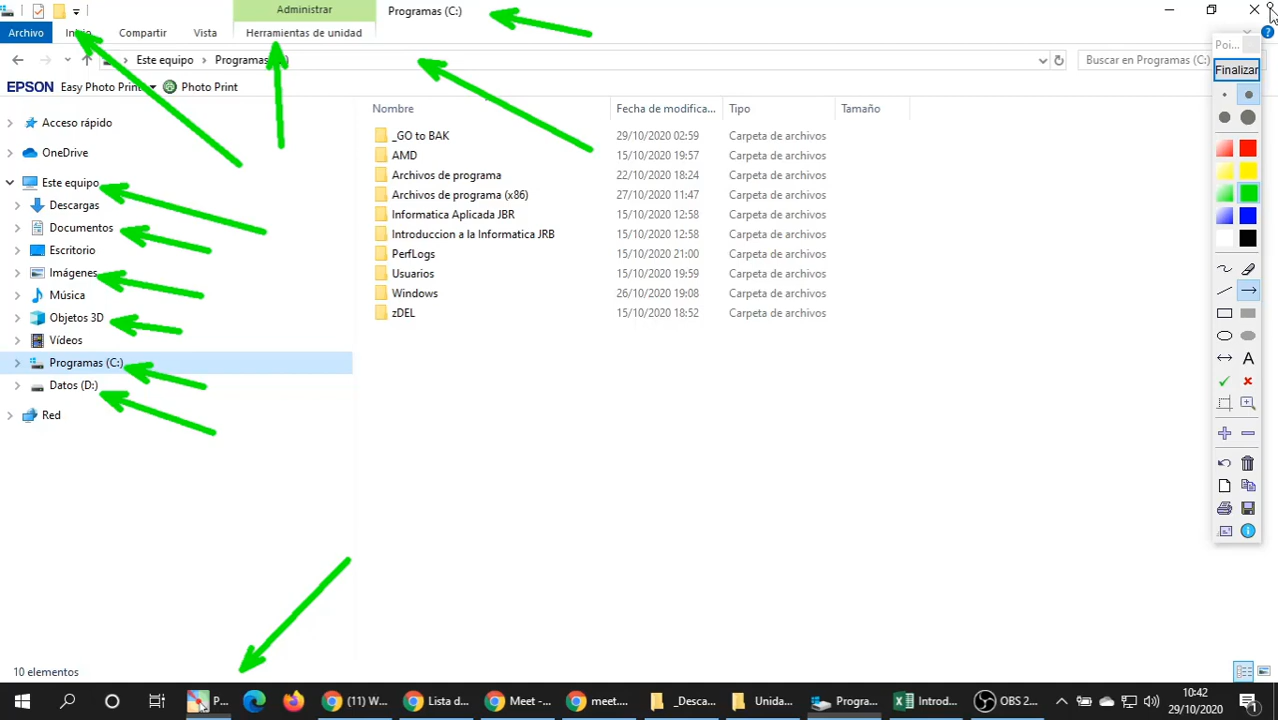 Administrar
Programas (C:)
Archivo
Compartir
Vista
Herramientas de unidad
Este equipo
Buscar en Programas (C:)
Poi...
Finalizar
EPSON Easy Photo Print
Photo Print
Nombre
Fecha de modifica...
Tipo
Tamaño
Acceso rápido
OneDrive
Este equipo
Descargas
Documentos
Escritorio
Imágenes
Música
Objetos 3D
Vídeos
Programas (C:)
Datos (D:)
Red
_GO to BAK 29/10/2020 02:59 Carpeta de archivos
AMD 15/10/2020 19:57 Carpeta de archivos
Archivos de programa 22/10/2020 18:24 Carpeta de archivos
Archivos de programa (x86) 27/10/2020 11:47 Carpeta de archivos
Informatica Aplicada JBR 15/10/2020 12:58 Carpeta de archivos
Introduccion a la Informatica JRB 15/10/2020 12:58 Carpeta de archivos
PerfLogs 15/10/2020 21:00 Carpeta de archivos
Usuarios 15/10/2020 19:59 Carpeta de archivos
Windows 26/10/2020 19:08 Carpeta de archivos
zDEL 15/10/2020 18:52 Carpeta de archivos
A
10 elementos
P...
(11) W...
Lista d...
Meet -...
meet....
_Desca...
Unida...
Progra...
Introd...
OBS 2...
10:42
29/10/2020
1